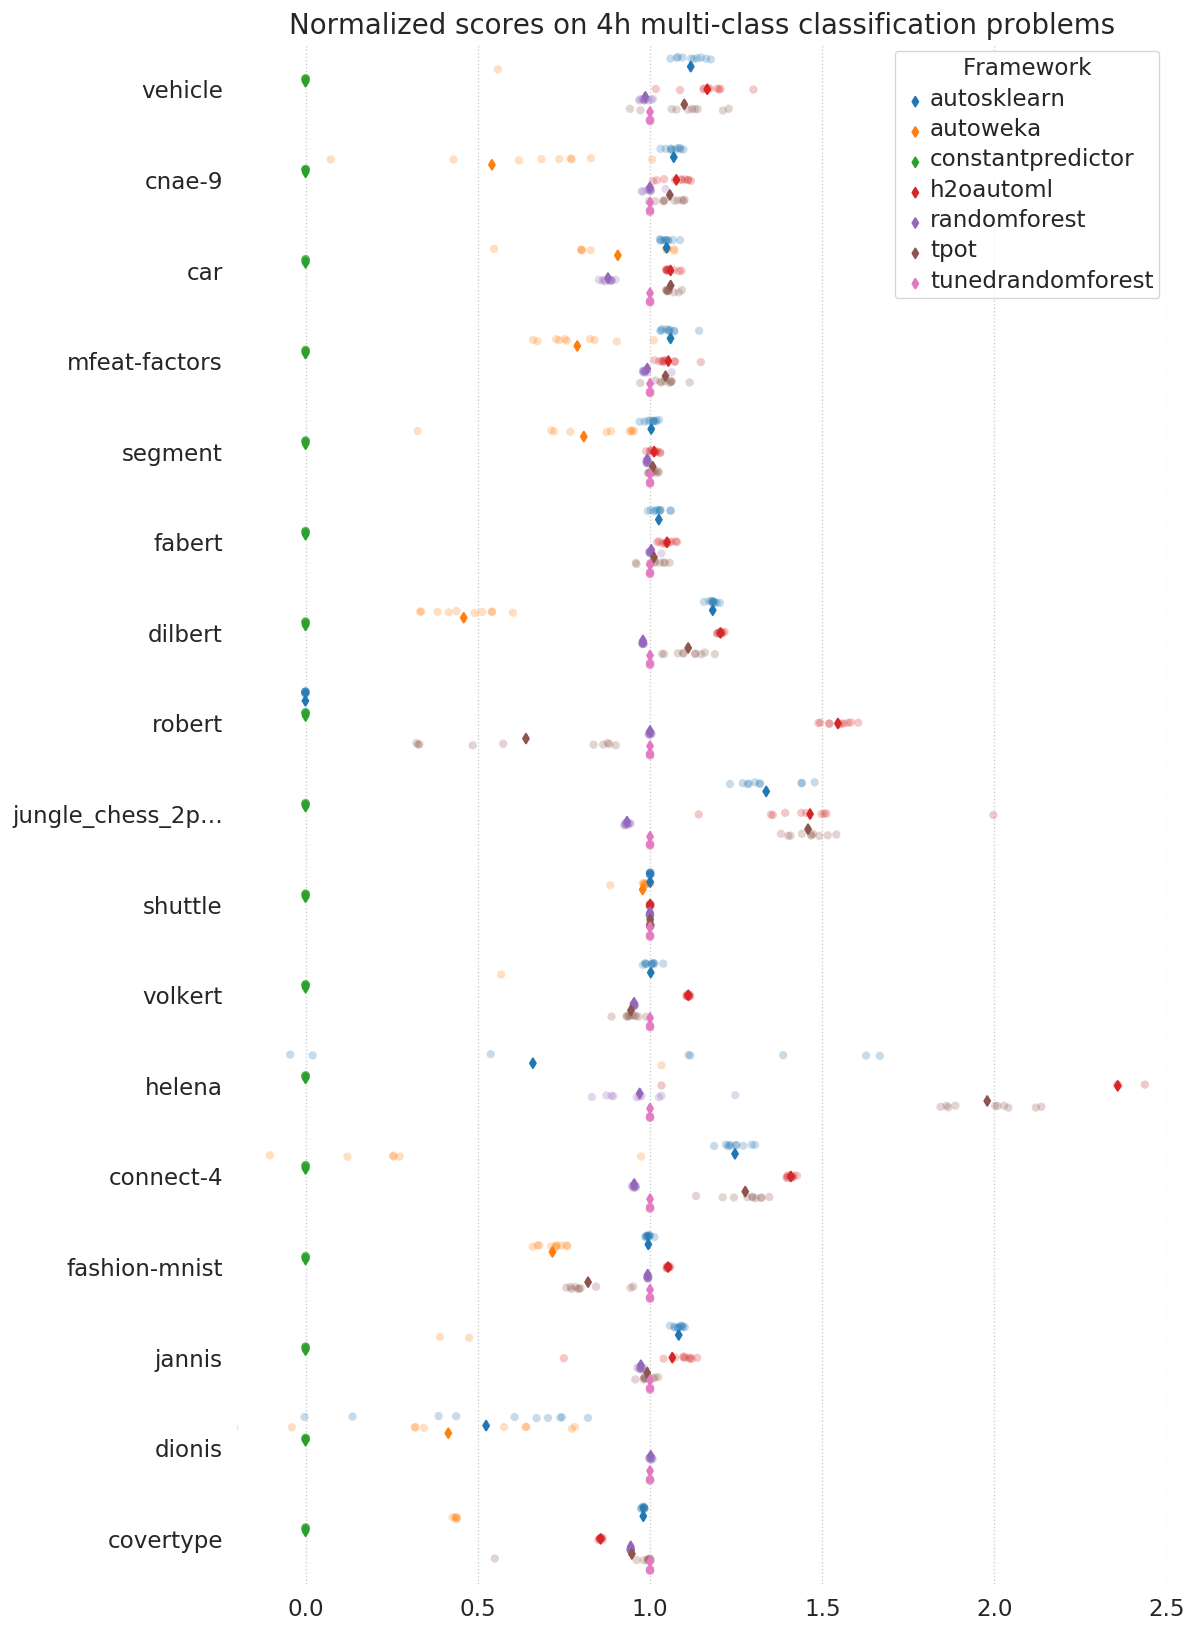 Normalized scores on 4h multi-class classification problems
Framework
autosklearn
autoweka
constantpredictor
h2oautoml
randomforest
tpot
tunedrandomforest
vehicle
cnae-9
car
mfeat-factors
segment
fabert
dilbert
robert
jungle_chess_2p…
shuttle
volkert
helena
connect-4
fashion-mnist
jannis
dionis
covertype
0.0 0.5 1.0 1.5 2.0 2.5